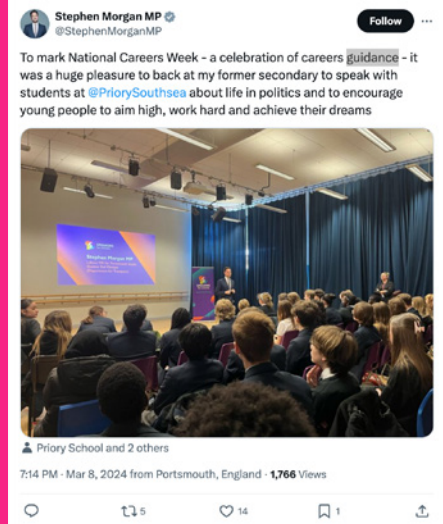 Stephen Morgan MP
@StephenMorganMP
Follow
To mark National Careers Week - a celebration of careers guidance - it
was a huge pleasure to back at my former secondary to speak with
students at @PriorySouthsea about life in politics and to encourage
young people to aim high, work hard and achieve their dreams
Stephen Morgan MP
Priory School and 2 others
7:14 PM · Mar 8, 2024 from Portsmouth, England · 1,766 Views
5
14
1